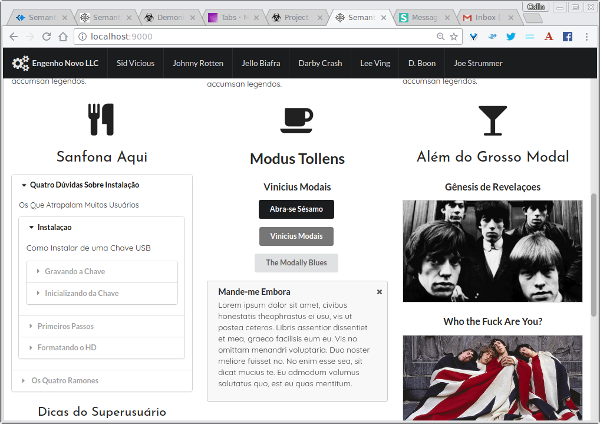 Semant
Semant
Demon
Tabs - 
Project
Semant
Messag
Inbox (
localhost:9000
Engenho Novo LLC
Sid Vicious
Johnny Rotten
Jello Biafra
Darby Crash
Lee Ving
D. Boon
Joe Strummer
accumsan legendos.
accumsan legendos.
accumsan legendos.
Sanfona Aqui
Quatro Dúvidas Sobre Instalação
Os Que Atrapalam Muitos Usuários
Instalaçao
Como Instalar de uma Chave USB
Gravando a Chave
Inicializando da Chave
Primeiros Passos
Formatando o HD
Os Quatro Ramones
Dicas do Superusuário
Modus Tollens
Vinicius Modais
Abra-se Sésamo
Vinicius Modais
The Modally Blues
Mande-me Embora
Lorem ipsum dolor sit amet, civibus
honestatis theophrastus ei usu, vis ut
postea ceteros. Libris assentior dissentiet
et mea, graeco facilisis eum eu. Vis no
omittam menandri voluptaria. Duo noster
meliore fuisset no. No enim esse sea, sit
dicat mucius te. Eu admodum volumus
salutatus quo, est eu quas mentitum.
Além do Grosso Modal
Gênesis de Revelaçoes
Who the Fuck Are You?